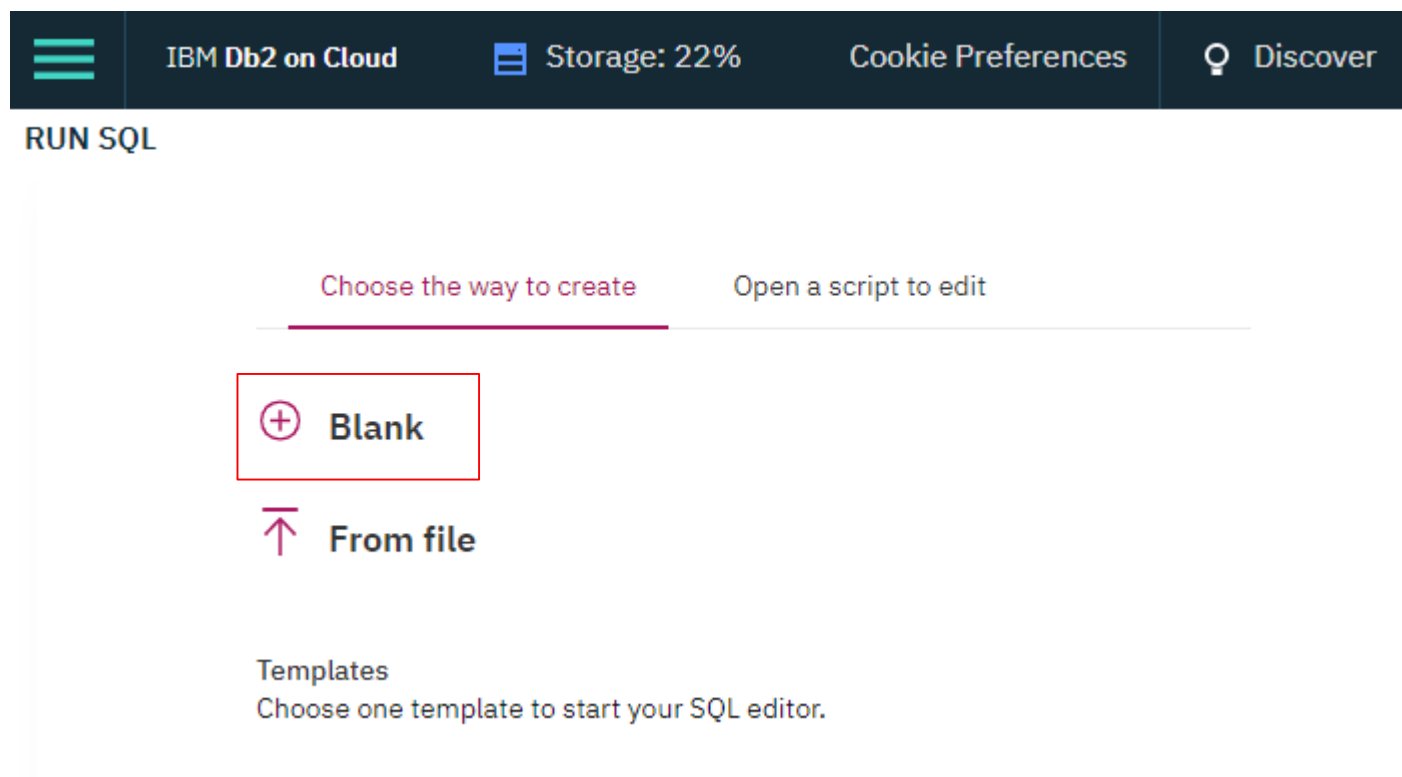 IBM Db2 on Cloud Storage: 22% Cookie Preferences Discover
RUN SQL
Choose the way to create Open a script to edit
Blank
From file
Templates
Choose one template to start your SQL editor.